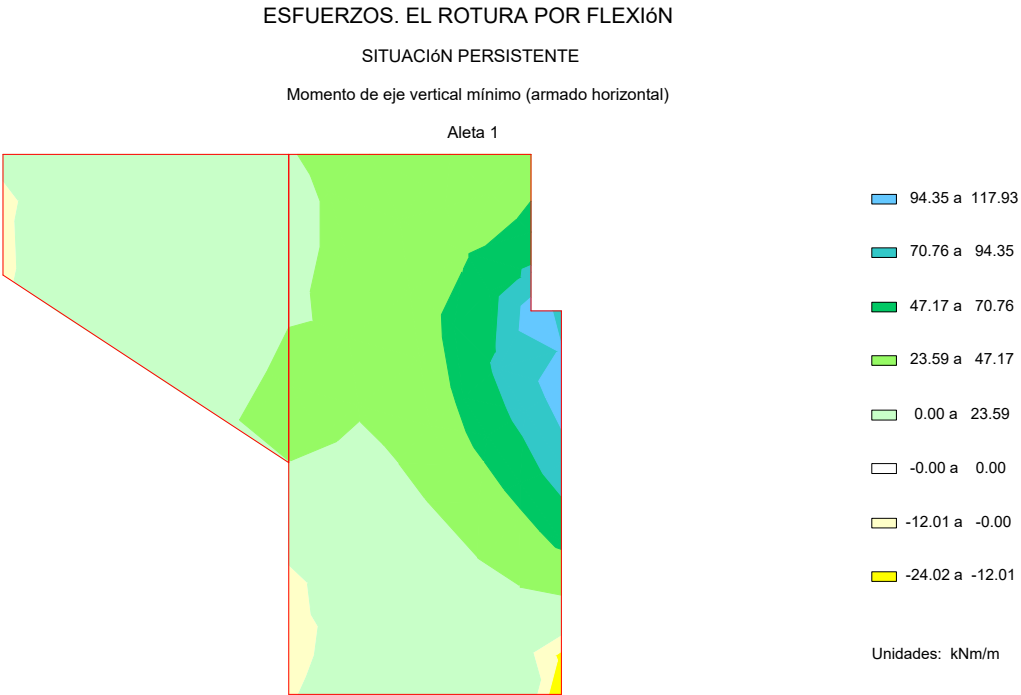 ESFUERZOS. EL ROTURA POR FLEXIóN
SITUACIóN PERSISTENTE
Momento de eje vertical mínimo (armado horizontal)
Aleta 1
94.35 a 117.93
70.76 a 94.35
47.17 a 70.76
23.59 a 47.17
0.00 a 23.59
-0.00 a 0.00
-12.01 a -0.00
-24.02 a -12.01
Unidades: kNm/m